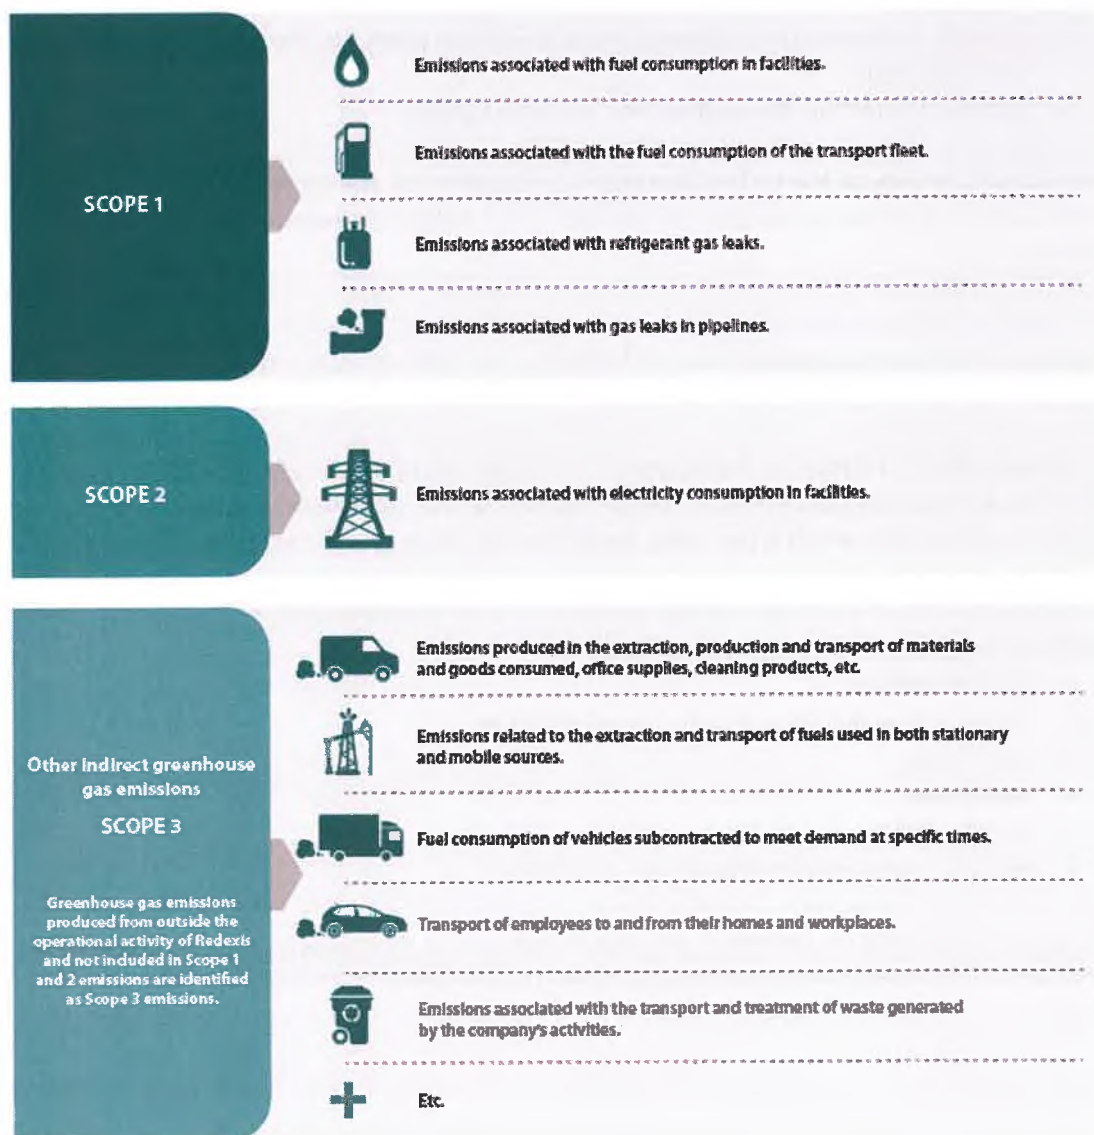 SCOPE 1
Emissions associated with fuel consumption in facilities.
Emissions associated with the fuel consumption of the transport fleet.
Emissions associated with refrigerant gas leaks.
Emissions associated with gas leaks in pipelines.
SCOPE 2
Emissions associated with electricity consumption in facilities.
Other indirect greenhouse
gas emissions
SCOPE 3
Greenhouse gas emissions
produced from outside the
operational activity of Redexis
and not included in Scope 1
and 2 emissions are identified
as Scope 3 emissions.
Emissions produced in the extraction, production and transport of materials
and goods consumed, office supplies, cleaning products, etc.
Emissions related to the extraction and transport of fuels used in both stationary
and mobile sources.
Fuel consumption of vehicles subcontracted to meet demand at specific times.
Transport of employees to and from their homes and workplaces.
Emissions associated with the transport and treatment of waste generated
by the company's activities.
Etc.